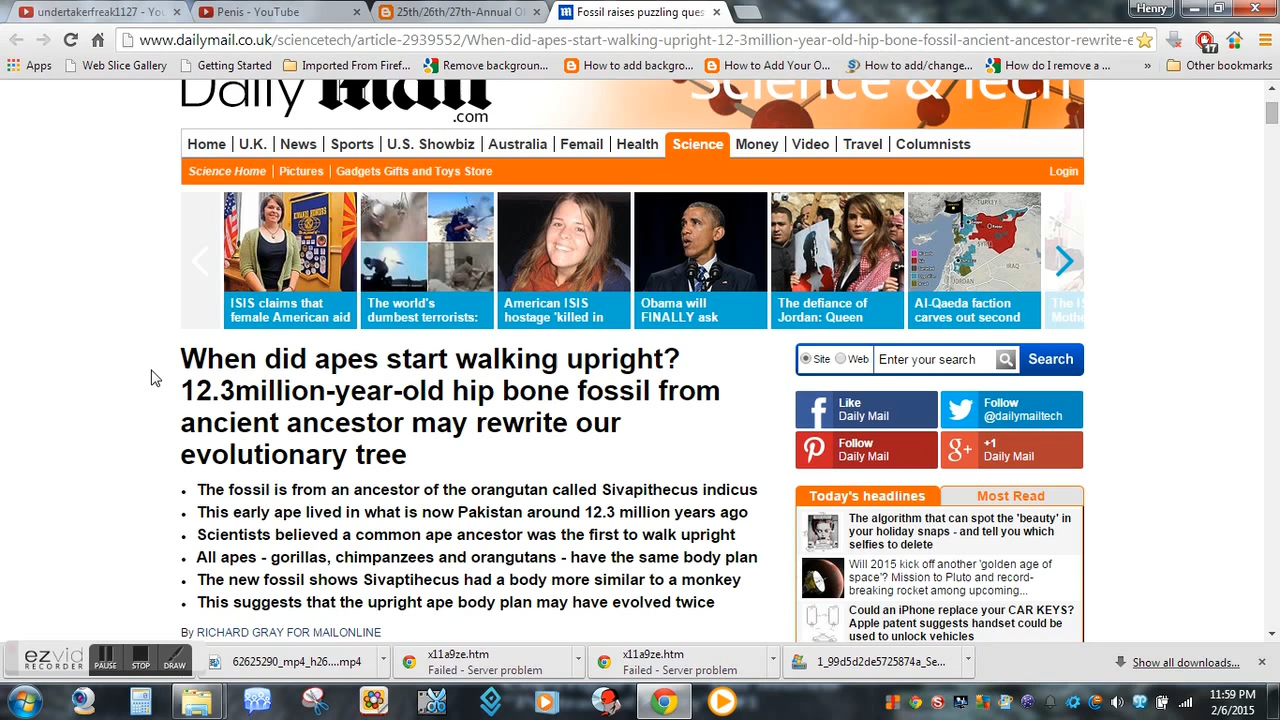 undertakerfreak1127 - You
Penis - YouTube
25th/26th/27th-Annual O
Fossil raises puzzling ques
Henry
www.dailymail.co.uk/sciencetech/article-2939552/When-did-apes-start-walking-upright-12-3million-year-old-hip-bone-fossil-ancient-ancestor-rewrite-e
17
Apps
Web Slice Gallery
Getting Started
Imported From Firef...
Remove backgroun...
How to add backgro...
How to Add Your O...
How to add/change...
How do I remove a ...
»
Other bookmarks
Daily Mail
.com
Science & Tech
Home
U.K.
News
Sports
U.S. Showbiz
Australia
Femail
Health
Science
Money
Video
Travel
Columnists
Science Home
Pictures
Gadgets Gifts and Toys Store
Login
ISIS claims that
female American aid
The world's
dumbest terrorists:
American ISIS
hostage 'killed in
Obama will
FINALLY ask
The defiance of
Jordan: Queen
TURKEY
IRAQ
Al-Qaeda faction
carves out second
When did apes start walking upright?
12.3million-year-old hip bone fossil from
ancient ancestor may rewrite our
evolutionary tree
• The fossil is from an ancestor of the orangutan called Sivapithecus indicus
• This early ape lived in what is now Pakistan around 12.3 million years ago
• Scientists believed a common ape ancestor was the first to walk upright
• All apes - gorillas, chimpanzees and orangutans - have the same body plan
• The new fossil shows Sivaptihecus had a body more similar to a monkey
• This suggests that the upright ape body plan may have evolved twice
By RICHARD GRAY FOR MAILONLINE
Site
Web
Enter your search
Search
Like
Daily Mail
Follow
@dailymailtech
Follow
Daily Mail
+1
Daily Mail
Today's headlines
Most Read
The algorithm that can spot the 'beauty' in
your holiday snaps - and tell you which
selfies to delete
Will 2015 kick off another 'golden age of
space'? Mission to Pluto and record-
breaking rocket among upcoming...
Could an iPhone replace your CAR KEYS?
Apple patent suggests handset could be
used to unlock vehicles
ezvid
RECORDER
PAUSE
STOP
DRAW
62625290_mp4_h26....mp4
x11a9ze.htm
Failed - Server problem
x11a9ze.htm
Failed - Server problem
1_99d5d2de5725874a_Se...
Show all downloads...
11:59 PM
2/6/2015